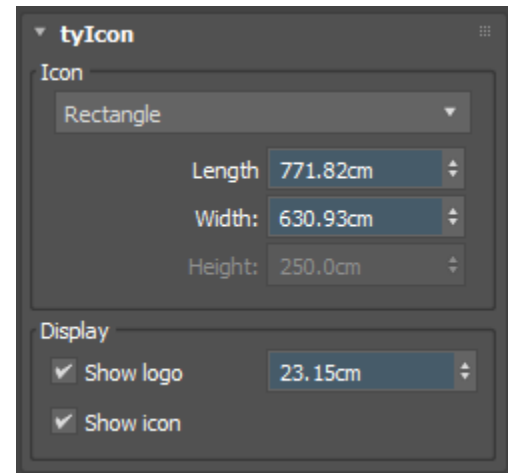 tyIcon
Icon
Rectangle
Length 771.82cm
Width: 630.93cm
Height: 250.0cm
Display
Show logo 23.15cm
Show icon